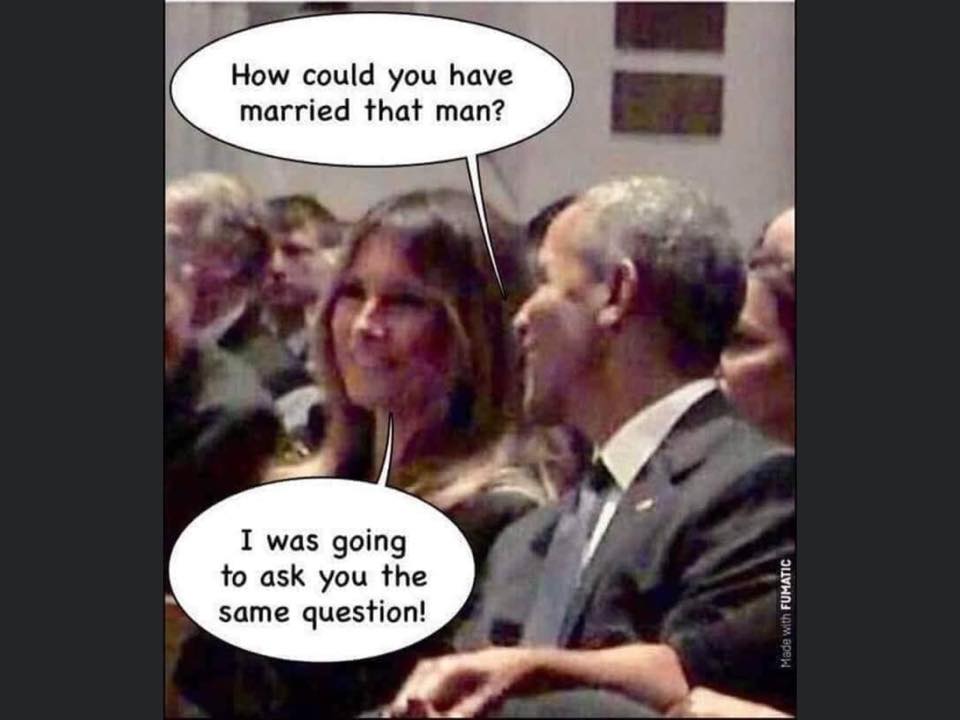 How could you have
married that man?
I was going
to ask you the
same question!
Made with FUMATIC